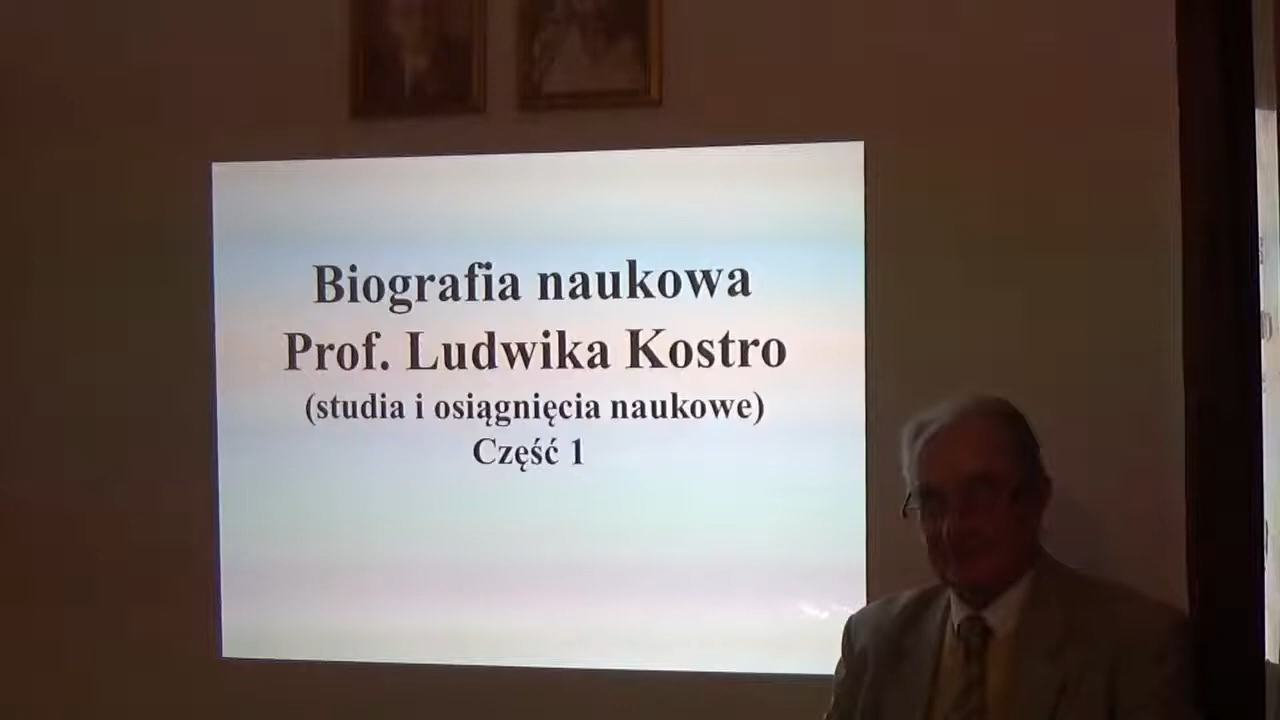 Biografia naukowa
Prof. Ludwika Kostro
(studia i osiągnięcia naukowe)
Część 1